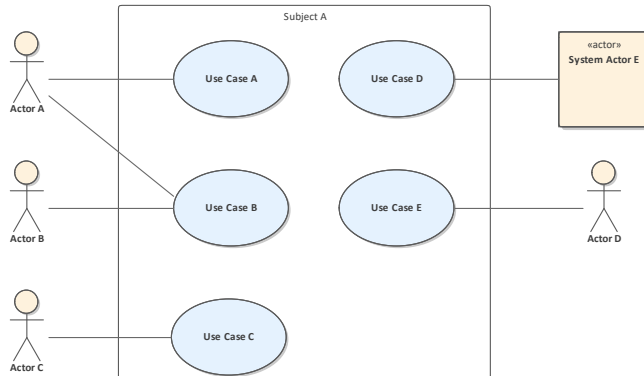 Subject A
«actor»
System Actor E
Use Case A
Use Case D
Actor A
Use Case B
Use Case E
Actor B
Actor D
Use Case C
Actor C